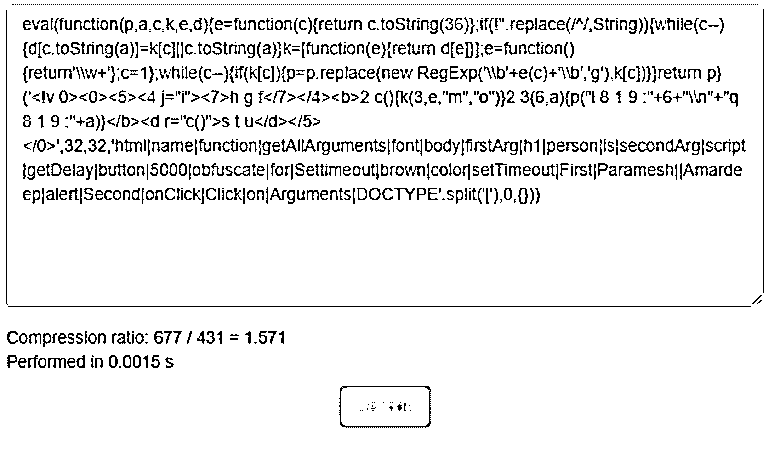 eval(function(p,a,c,k,e,d){e=function(c){return c.toString(36)};if(!''.replace(/^/,String)){while(c--)
{d[c.toString(a)]=k[c]||c.toString(a)}k=[function(e){return d[e]}];e=function()
{return'\\w+'};c=1};while(c--){if(k[c]){p=p.replace(new RegExp('\\b'+e(c)+'\\b','g'),k[c])}}return p}
('<!v 0><0><5><4 j="i"><7>h g f</7></4><b>2 c(){k(3,e,"m","o")}2 3(6,a){p("l 8 1 9 :"+6+"\\n"+"q
8 1 9 :"+a)}</b><d r="c()">s t u</d></5>
</0>',32,32,'html|name|function|getAllArguments|font|body|firstArg|h1|person|is|secondArg|script
|getDelay|button|5000|obfuscate|for|Settimeout|brown|color|setTimeout|First|Paramesh||Amarde
ep|alert|Second|onClick|Click|on|Arguments|DOCTYPE'.split('|'),0,{}))
Compression ratio: 677 / 431 = 1.571
Performed in 0.0015 s